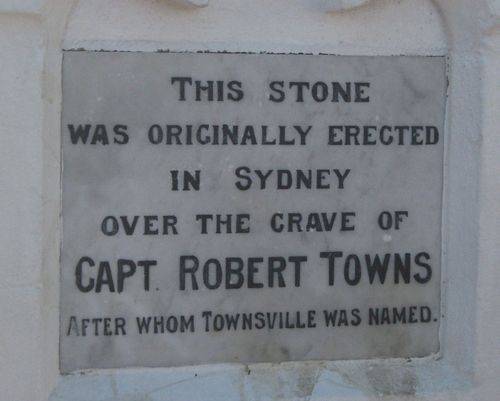 THIS STONE
WAS ORIGINALLY ERECTED
IN SYDNEY
OVER THE GRAVE OF
CAPT. ROBERT TOWNS
AFTER WHOM TOWNSVILLE WAS NAMED.